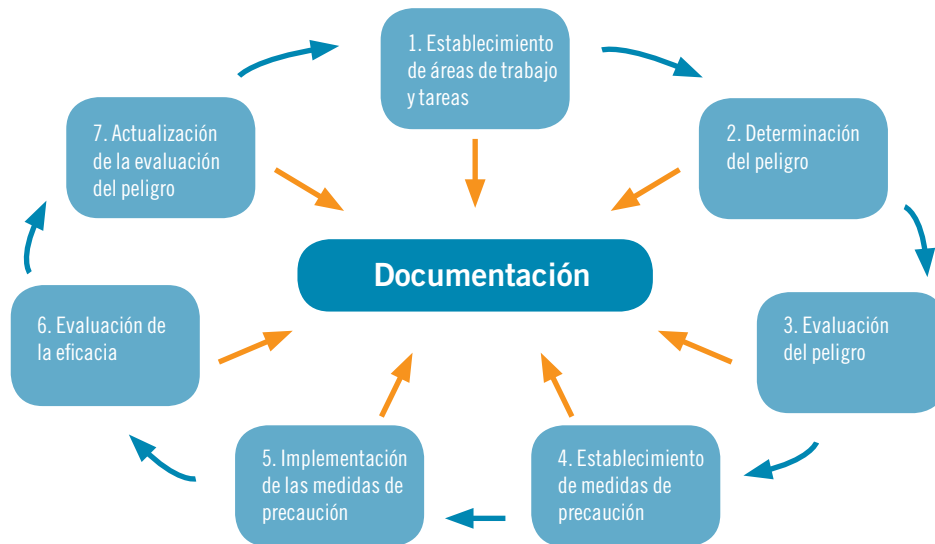 1. Establecimiento
de áreas de trabajo
y tareas
2. Determinación
del peligro
3. Evaluación
del peligro
4. Establecimiento
de medidas de
precaución
5. Implementación
de las medidas de
precaución
6. Evaluación de
la eficacia
7. Actualización
de la evaluación
del peligro
Documentación